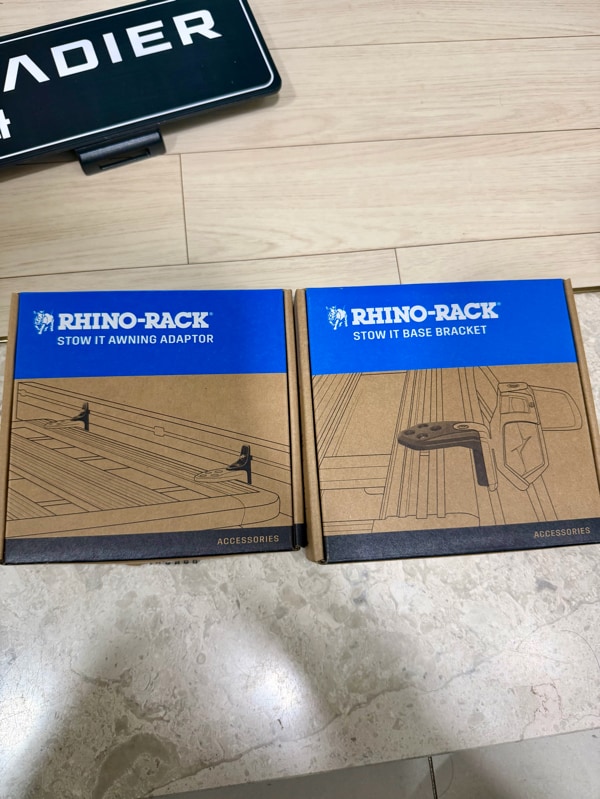 ADIER
RHINO-RACK®
STOW IT AWNING ADAPTOR
ACCESSORIES
RHINO-RACK®
STOW IT BASE BRACKET
ACCESSORIES